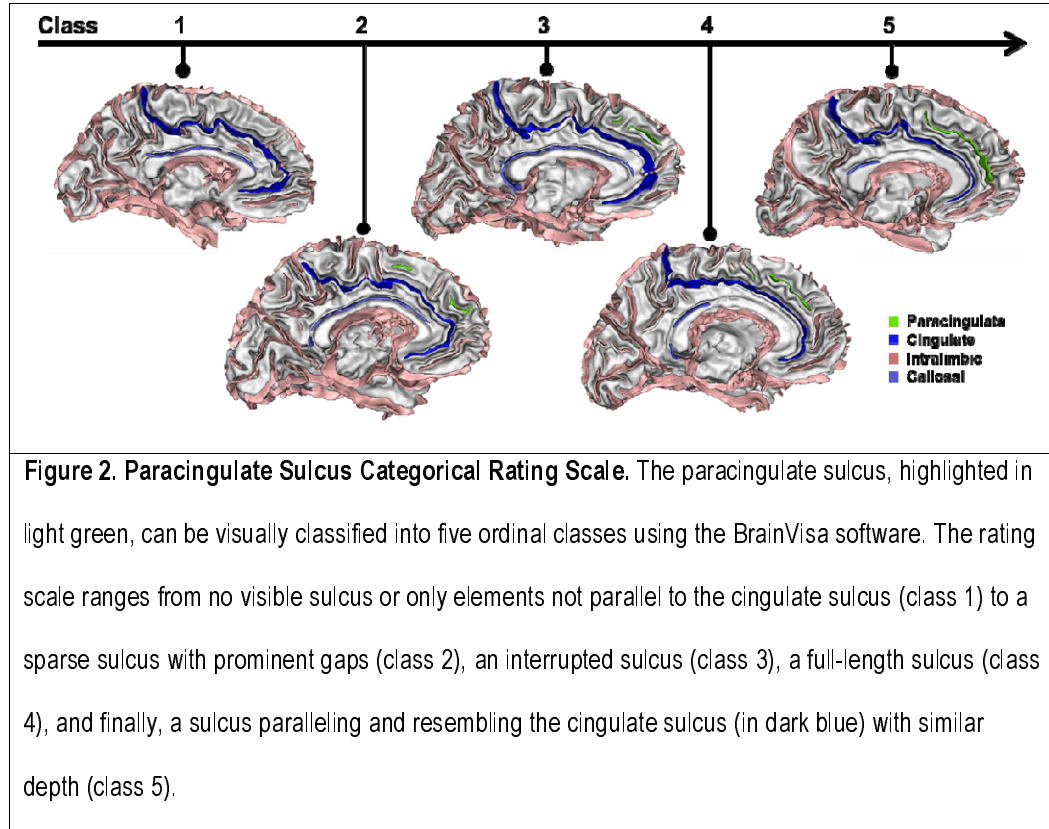 Class 1 2 3 4 5
Paracingulate
Cingulate
Intralimbic
Callosal
Figure 2. Paracingulate Sulcus Categorical Rating Scale. The paracingulate sulcus, highlighted in
light green, can be visually classified into five ordinal classes using the BrainVisa software. The rating
scale ranges from no visible sulcus or only elements not parallel to the cingulate sulcus (class 1) to a
sparse sulcus with prominent gaps (class 2), an interrupted sulcus (class 3), a full-length sulcus (class
4), and finally, a sulcus paralleling and resembling the cingulate sulcus (in dark blue) with similar
depth (class 5).